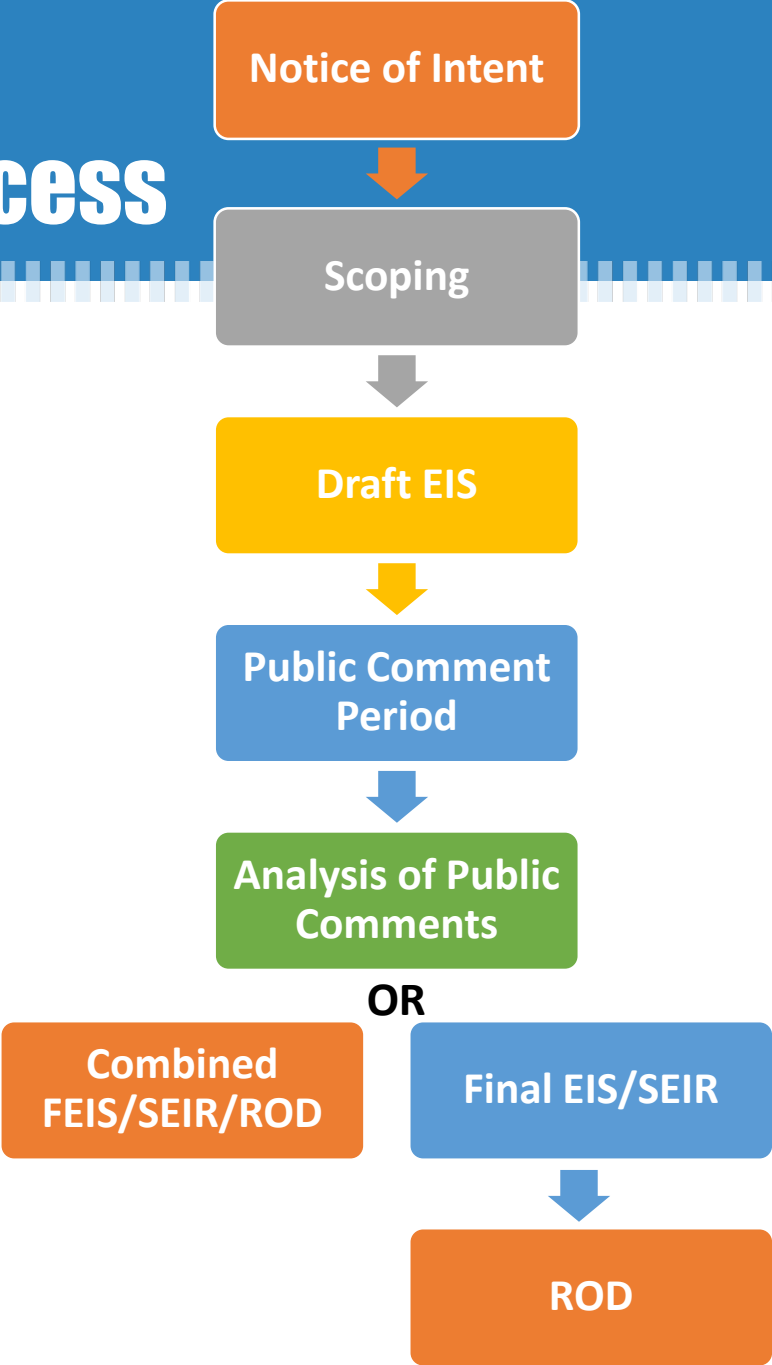 Notice of Intent
cess
Scoping
Draft EIS
Public Comment
Period
Analysis of Public
Comments
OR
Combined
FEIS/SEIR/ROD
Final EIS/SEIR
ROD